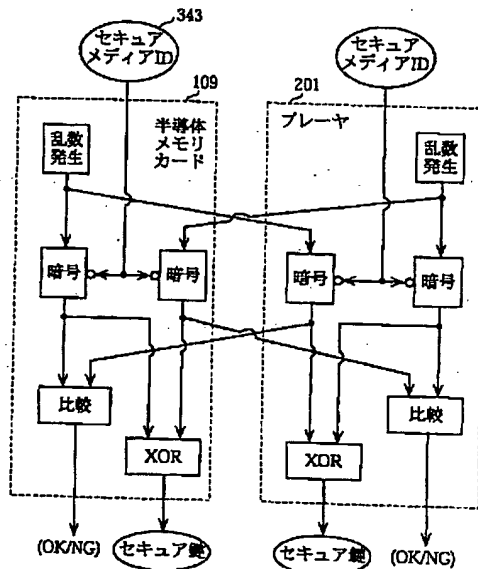 343
セキュア
メディアID
セキュア
メディアID
109
201
半導体
メモリ
カード
プレーヤ
乱数
発生
乱数
発生
暗号
暗号
暗号
暗号
比較
比較
XOR
XOR
(OK/NG)
セキュア鍵
セキュア鍵
(OK/NG)